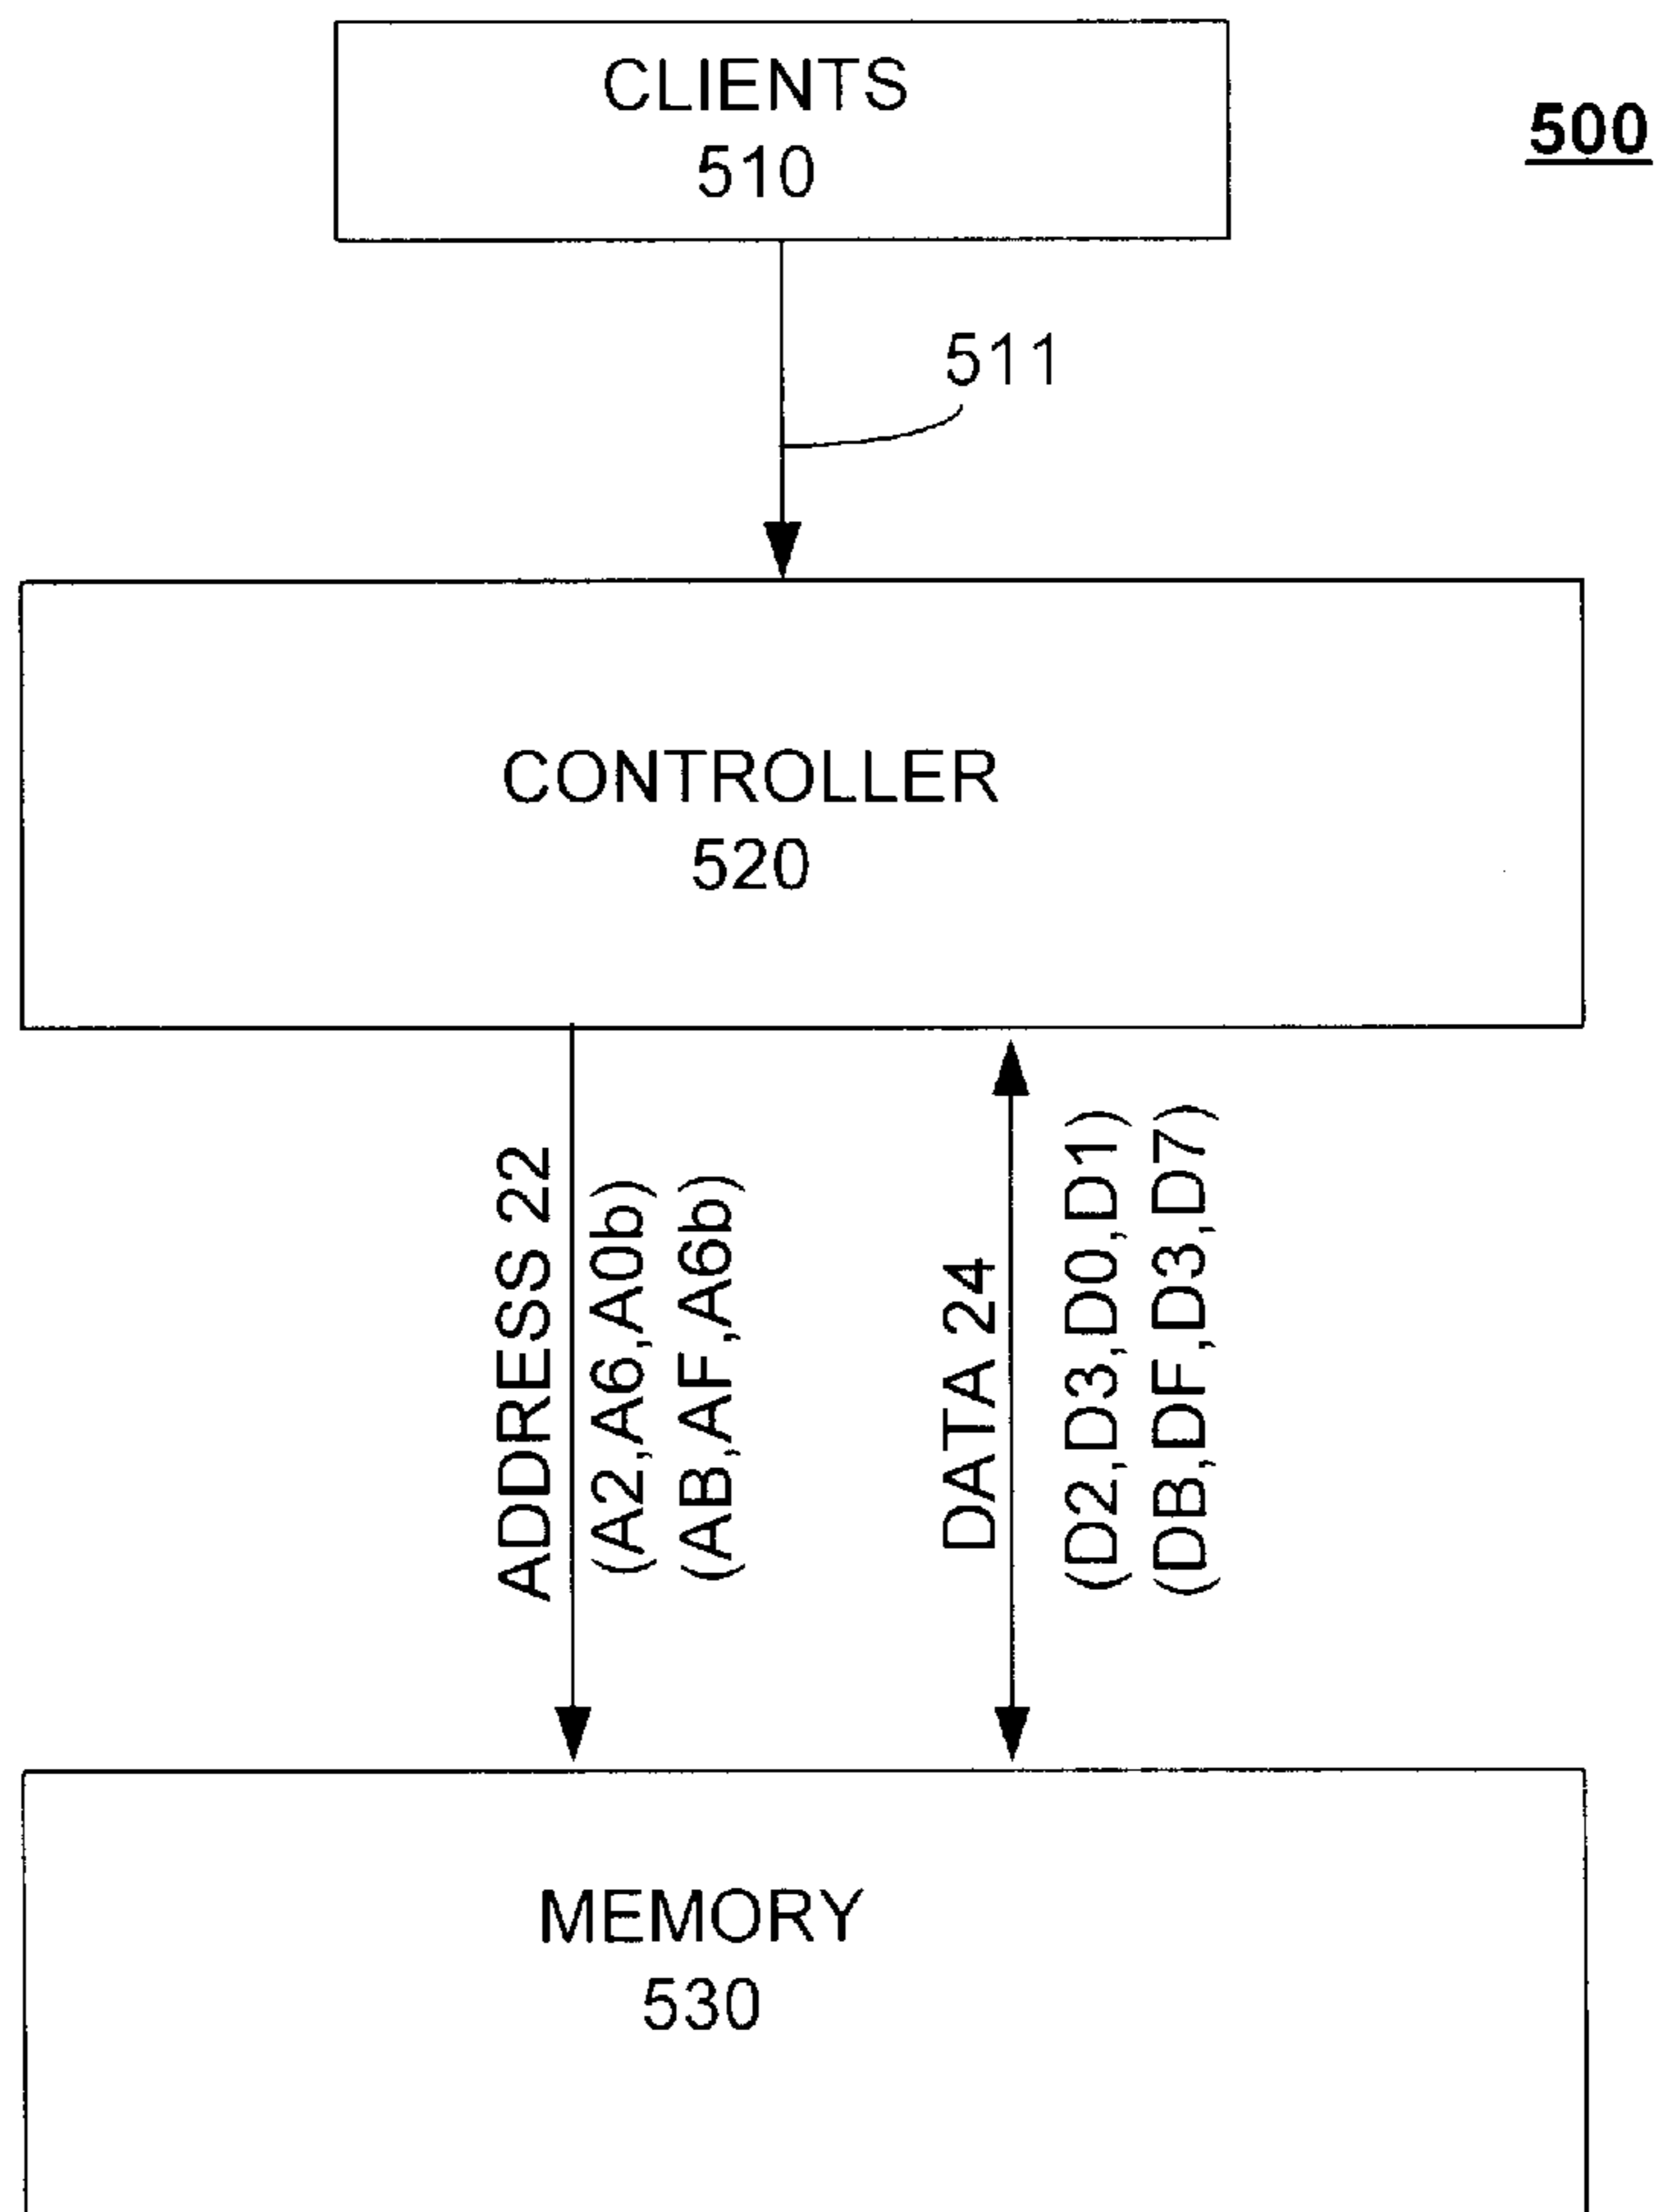 CLIENTS
510
500
511
CONTROLLER
520
ADDRESS 22
(A2,A6,A0b)
(AB,AF,A6b)
DATA 24
(D2,D3,D0,D1)
(DB,DF,D3,D7)
MEMORY
530